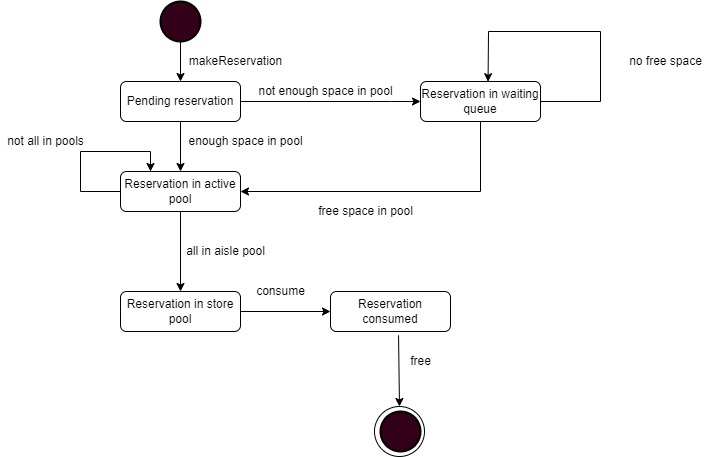 makeReservation
no free space
Pending reservation
not enough space in pool
Reservation in waiting
queue
not all in pools
enough space in pool
Reservation in active
pool
free space in pool
all in aisle pool
Reservation in store
pool
consume
Reservation
consumed
free